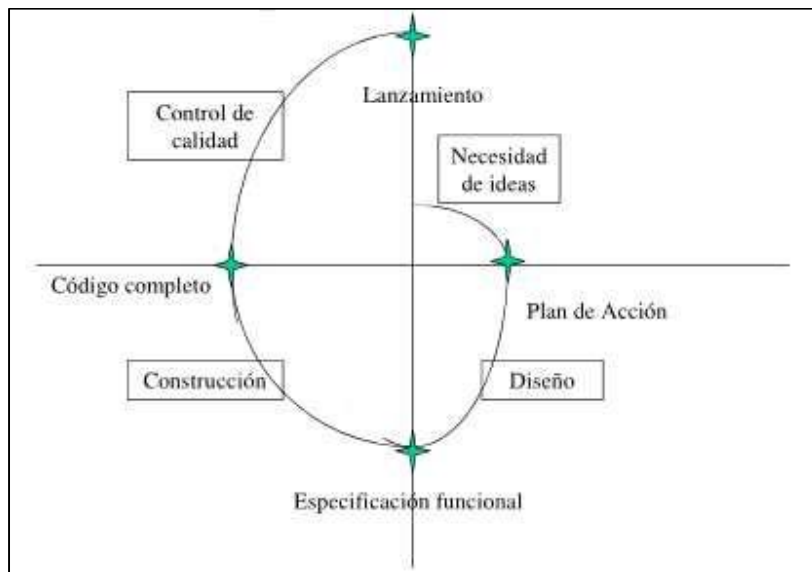 Lanzamiento
Control de
calidad
Necesidad
de ideas
Código completo
Plan de Acción
Construcción
Diseño
Especificación funcional